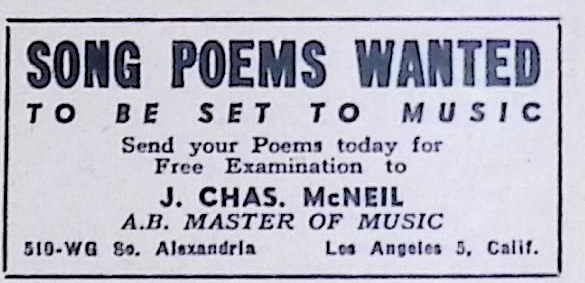 SONG POEMS WANTED
TO BE SET TO MUSIC
Send your Poems today for
Free Examination to
J. CHAS. McNEIL
A.B. MASTER OF MUSIC
510-WG So. Alexandria Los Angeles 5, Calif.